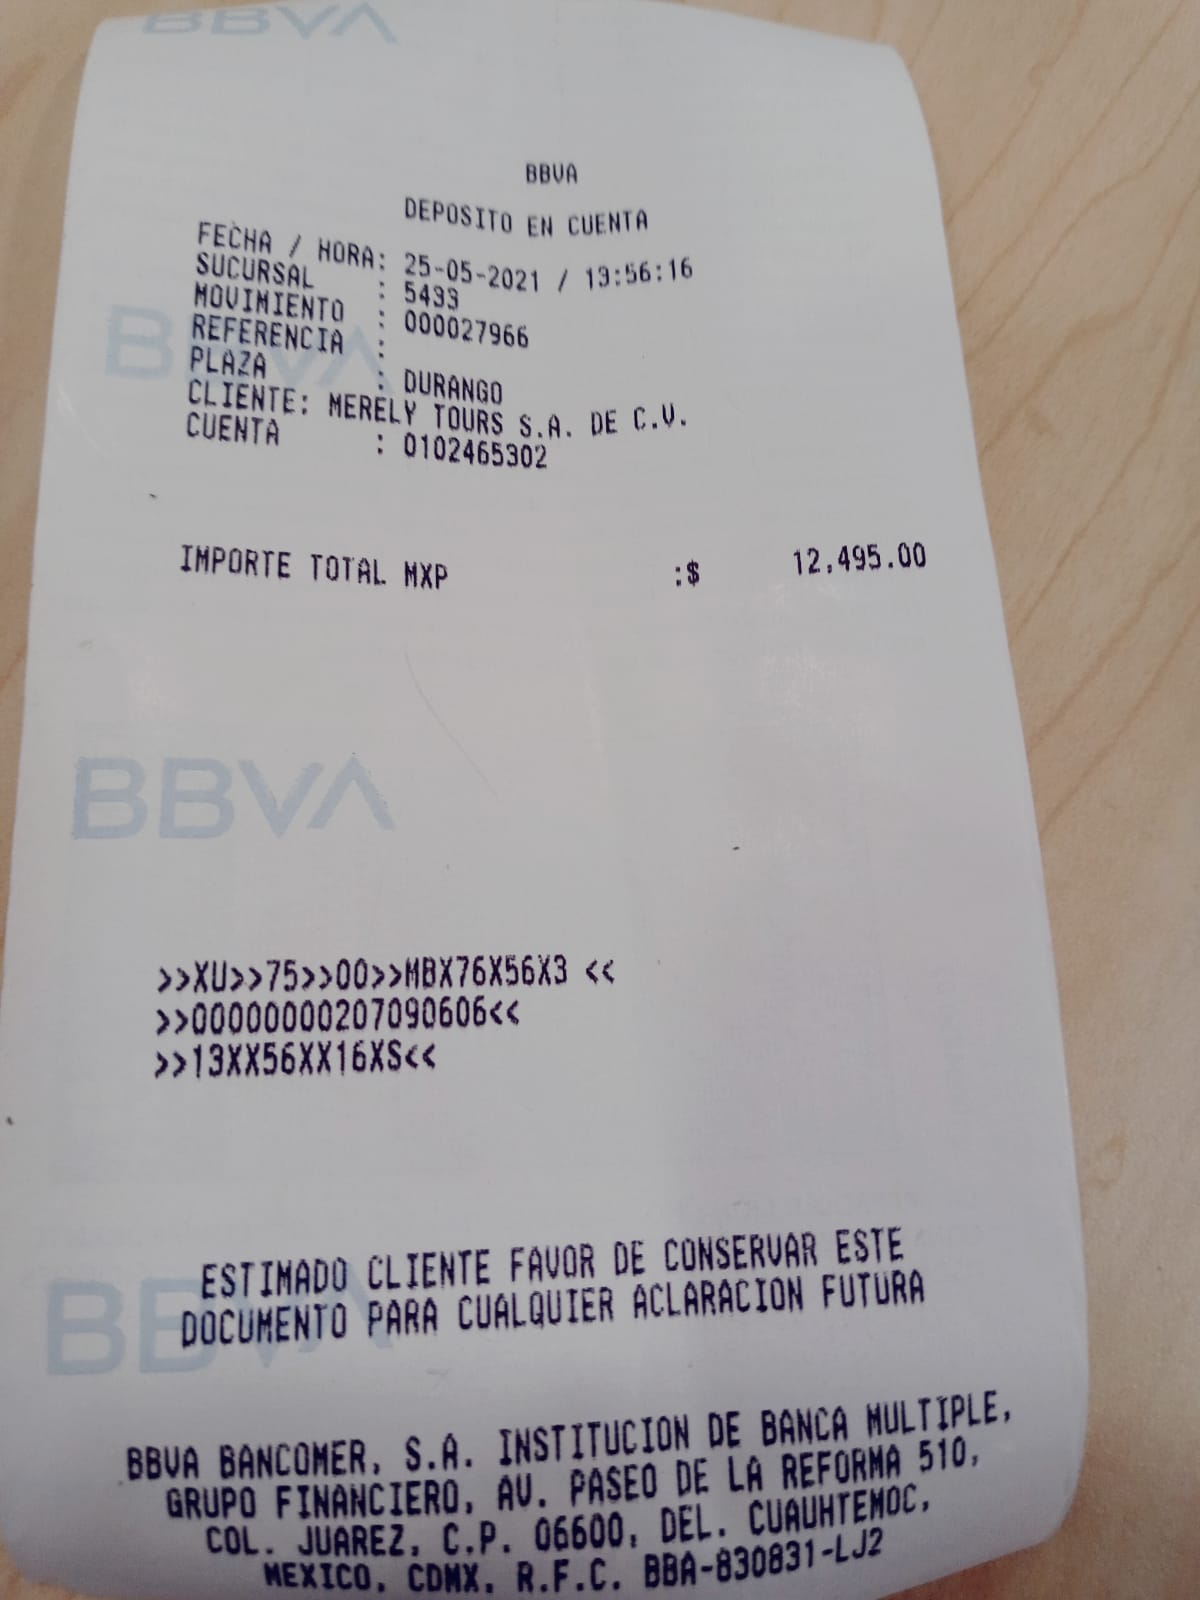 BBVA
BBVA
DEPOSITO EN CUENTA
FECHA / HORA: 25-05-2021 / 13:56:16
SUCURSAL : 5433
MOVIMIENTO : 000027966
REFERENCIA :
PLAZA : DURANGO
CLIENTE: MERELY TOURS S.A. DE C.V.
CUENTA : 0102465302
BBVA
IMPORTE TOTAL MXP :$ 12,495.00
BBVA
>>XU>>75>>00>>MBX76X56X3 <<
>>00000000207090606<<
>>13XX56XX16XS<<
ESTIMADO CLIENTE FAVOR DE CONSERVAR ESTE
DOCUMENTO PARA CUALQUIER ACLARACION FUTURA
BBVA
BBVA BANCOMER, S.A. INSTITUCION DE BANCA MULTIPLE,
GRUPO FINANCIERO, AV. PASEO DE LA REFORMA 510,
COL. JUAREZ, C.P. 06600, DEL. CUAUHTEMOC,
MEXICO, CDMX, R.F.C. BBA-830831-LJ2